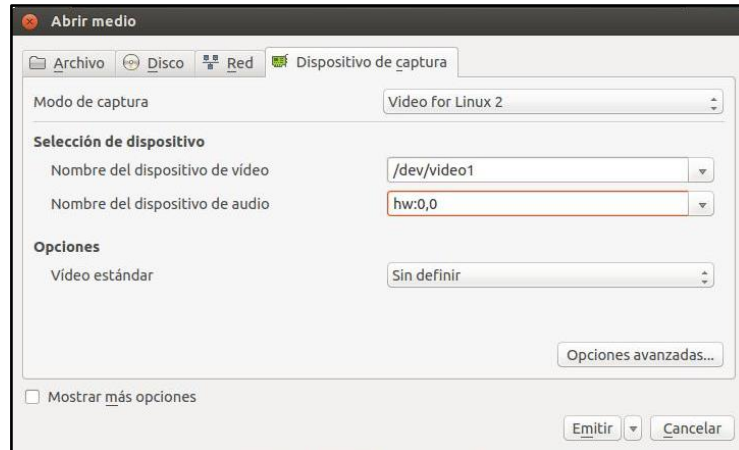 Abrir medio
Archivo Disco Red Dispositivo de captura
Modo de captura Video for Linux 2
Selección de dispositivo
Nombre del dispositivo de vídeo /dev/video1
Nombre del dispositivo de audio hw:0,0
Opciones
Vídeo estándar Sin definir
Opciones avanzadas...
Mostrar más opciones
Emitir Cancelar